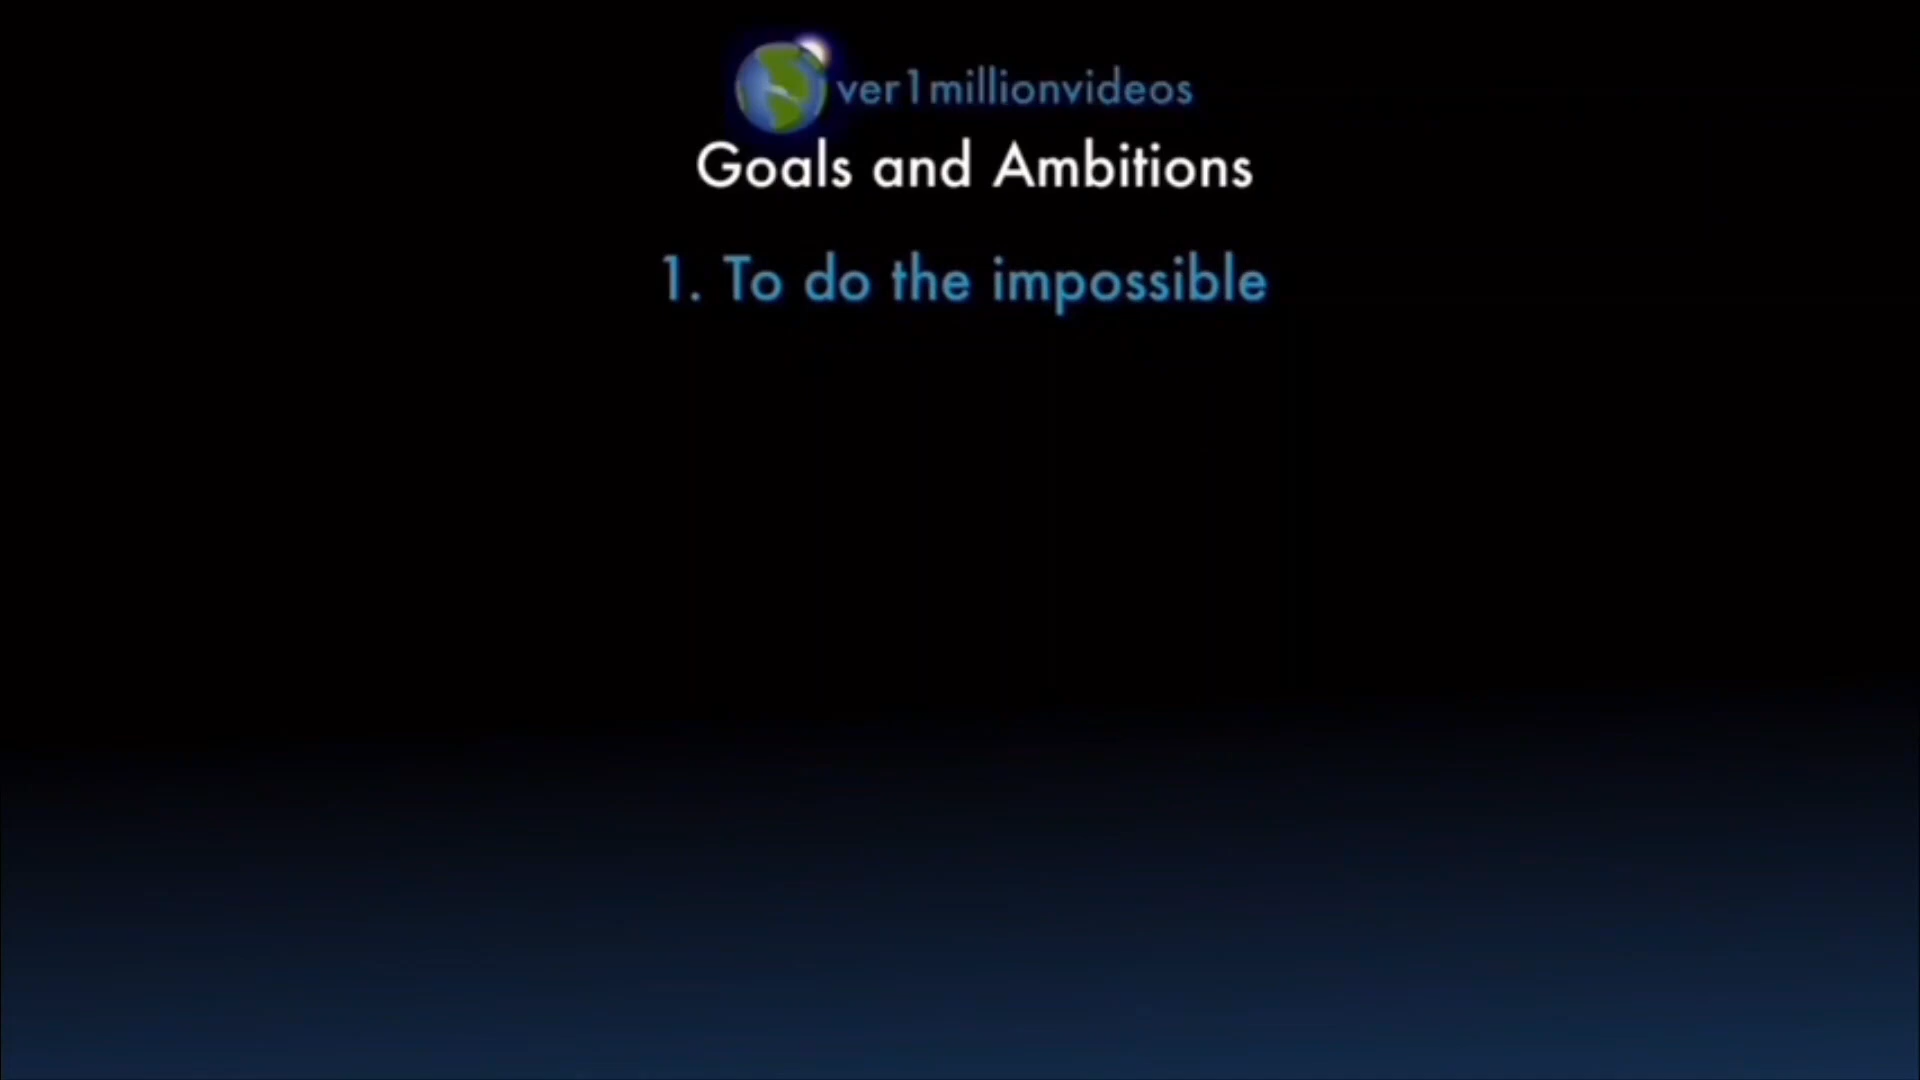 ver1millionvideos
Goals and Ambitions
1. To do the impossible